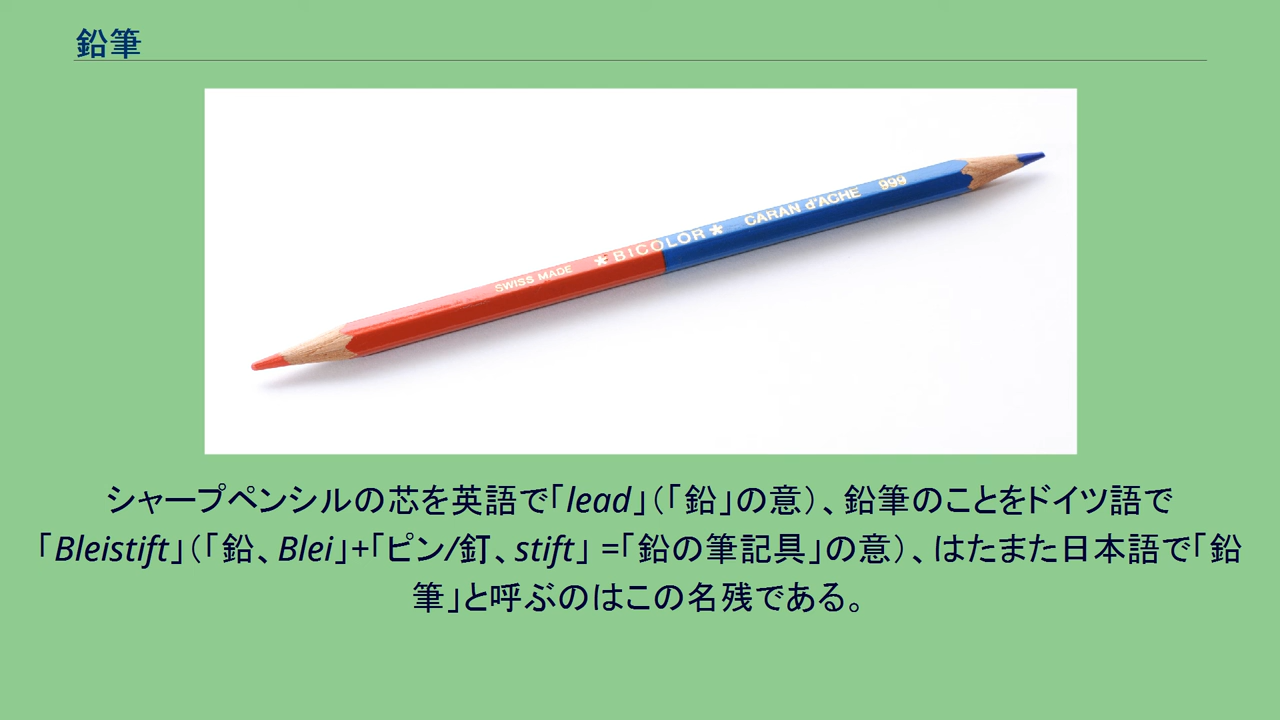 鉛筆
SWISS MADE *BICOLOR* CARAN d'ACHE 999
シャープペンシルの芯を英語で「lead」(「鉛」の意)、鉛筆のことをドイツ語で
「Bleistift」(「鉛、Blei」+「ピン/釘、stift」 =「鉛の筆記具」の意)、はたまた日本語で「鉛
筆」と呼ぶのはこの名残である。